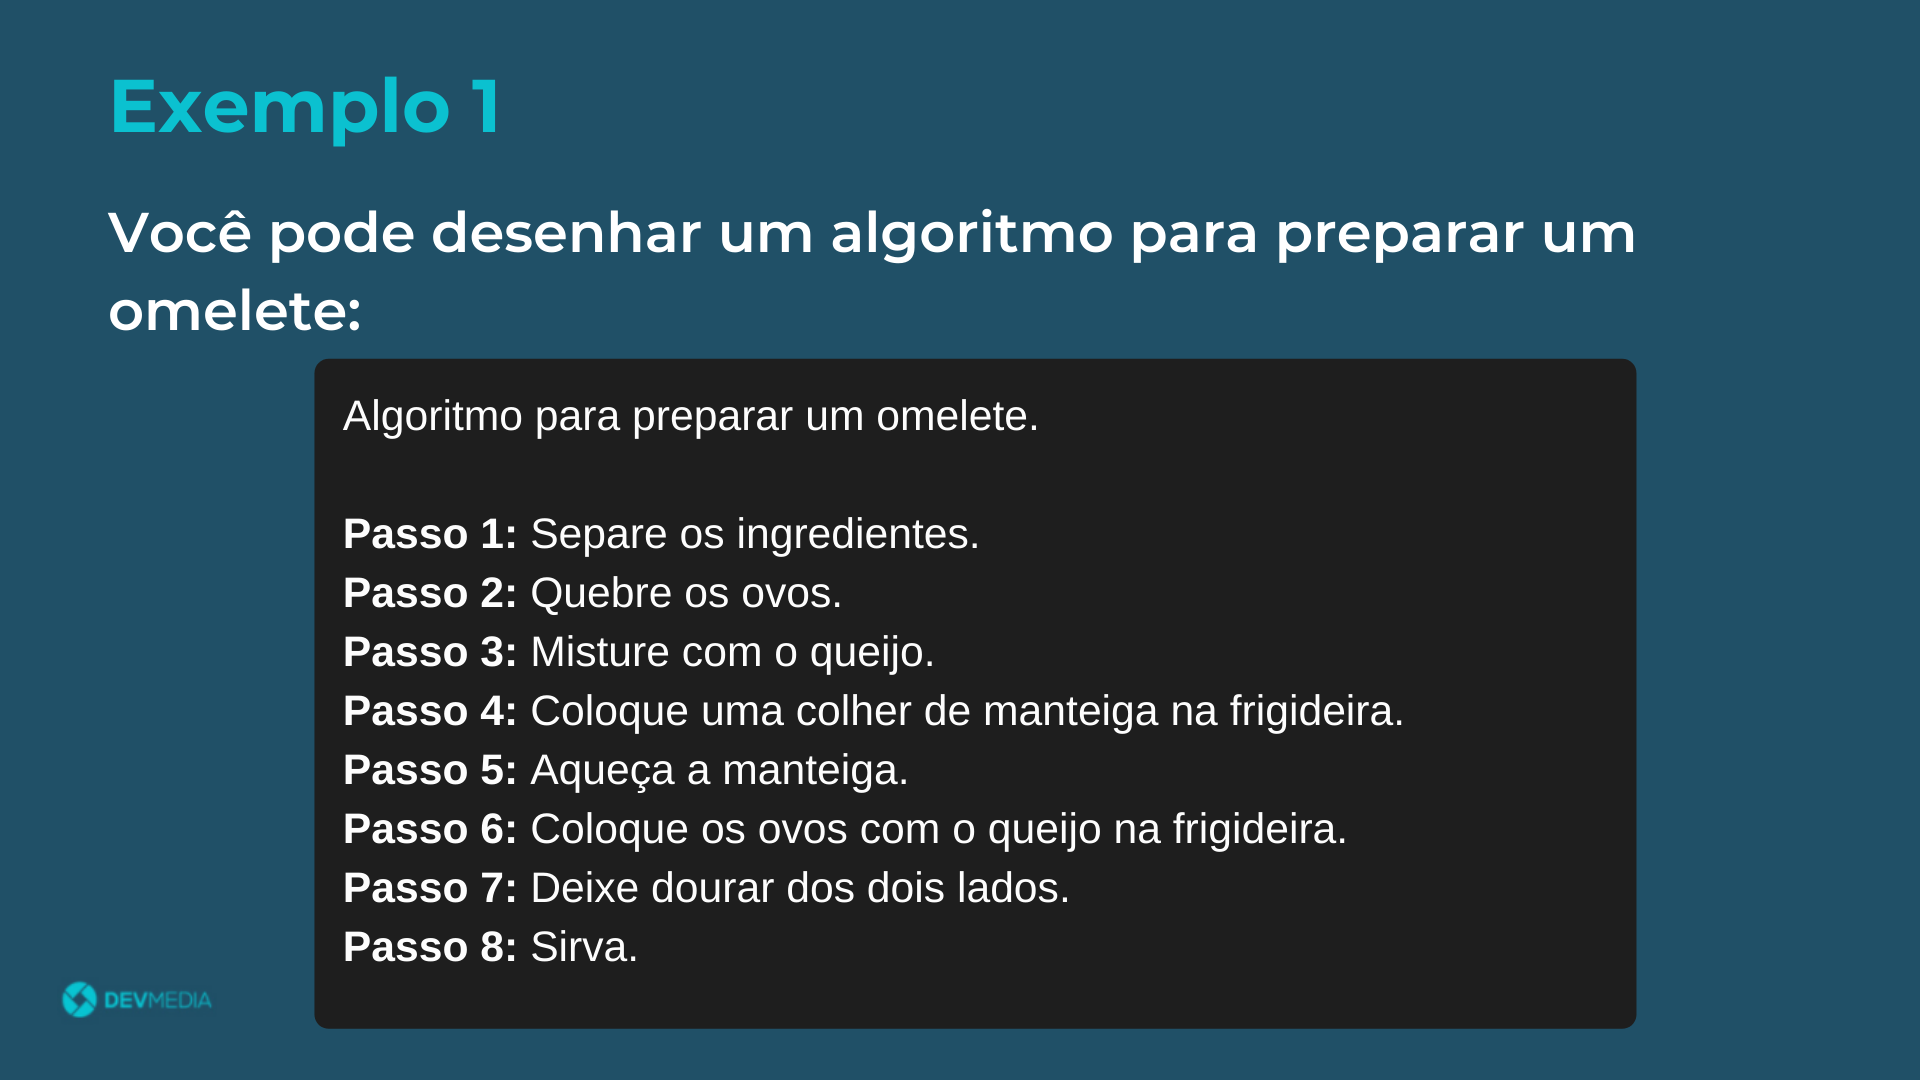 Exemplo 1
Você pode desenhar um algoritmo para preparar um
omelete:
Algoritmo para preparar um omelete.
Passo 1: Separe os ingredientes.
Passo 2: Quebre os ovos.
Passo 3: Misture com o queijo.
Passo 4: Coloque uma colher de manteiga na frigideira.
Passo 5: Aqueça a manteiga.
Passo 6: Coloque os ovos com o queijo na frigideira.
Passo 7: Deixe dourar dos dois lados.
Passo 8: Sirva.
DEVMEDIA